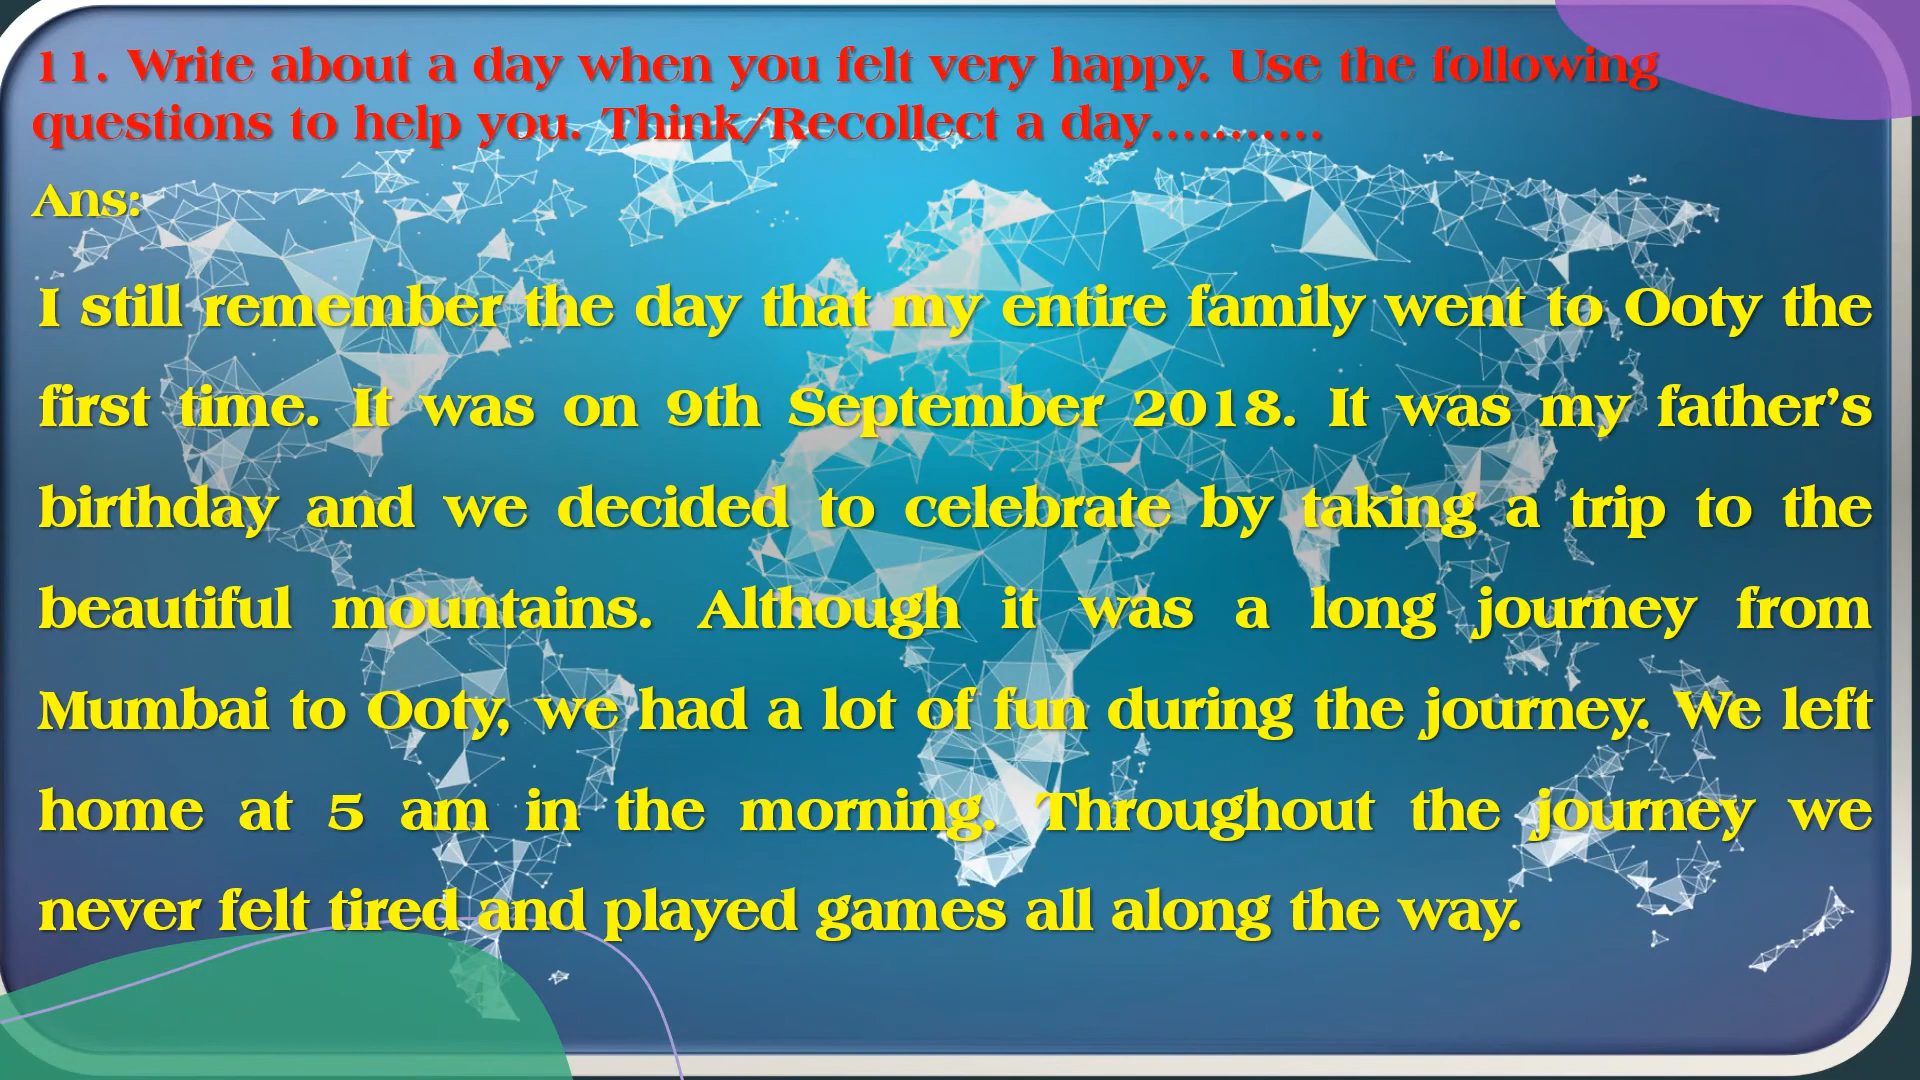 11. Write about a day when you felt very happy. Use the following
questions to help you. Think/Recollect a day...........
Ans:
I still remember the day that my entire family went to Ooty the
first time. It was on 9th September 2018. It was my father’s
birthday and we decided to celebrate by taking a trip to the
beautiful mountains. Although it was a long journey from
Mumbai to Ooty, we had a lot of fun during the journey. We left
home at 5 am in the morning. Throughout the journey we
never felt tired and played games all along the way.